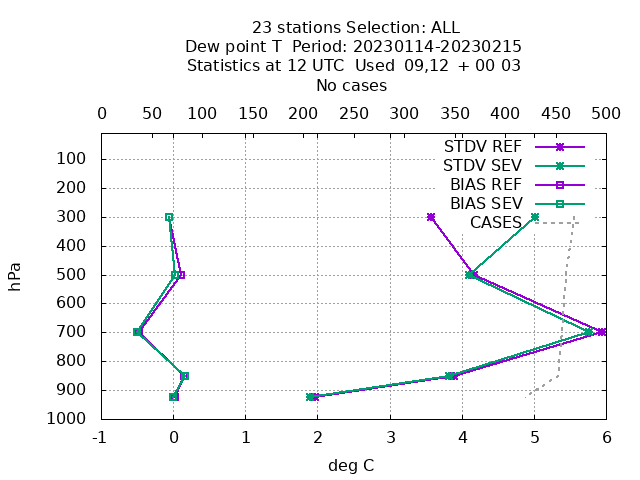 23 stations Selection: ALL
Dew point T  Period: 20230114-20230215
Statistics at 12 UTC  Used  09,12  + 00 03
No cases
0 50 100 150 200 250 300 350 400 450 500
STDV REF
STDV SEV
BIAS REF
BIAS SEV
CASES
100
200
300
400
500
600
700
800
900
1000
hPa
-1 0 1 2 3 4 5 6
deg C